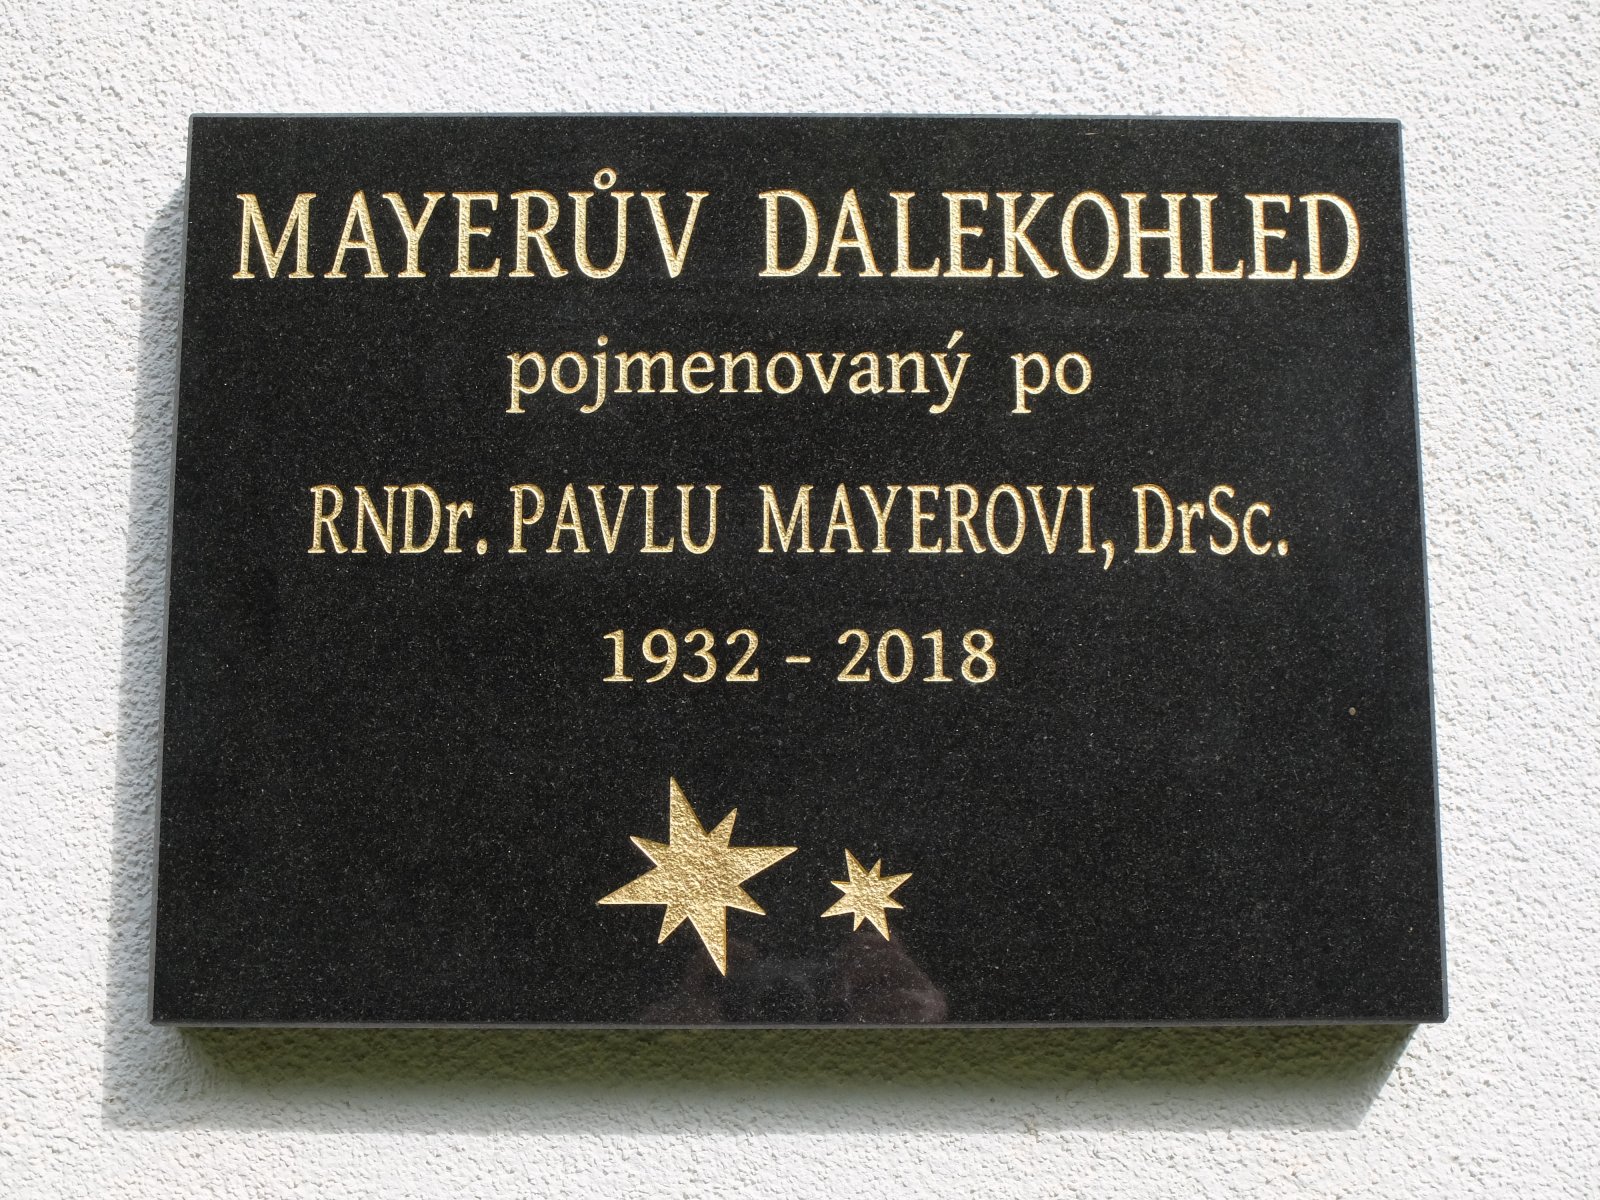 MAYERŮV DALEKOHLED
pojmenovaný po
RNDr. PAVLU MAYEROVI, DrSc.
1932 - 2018